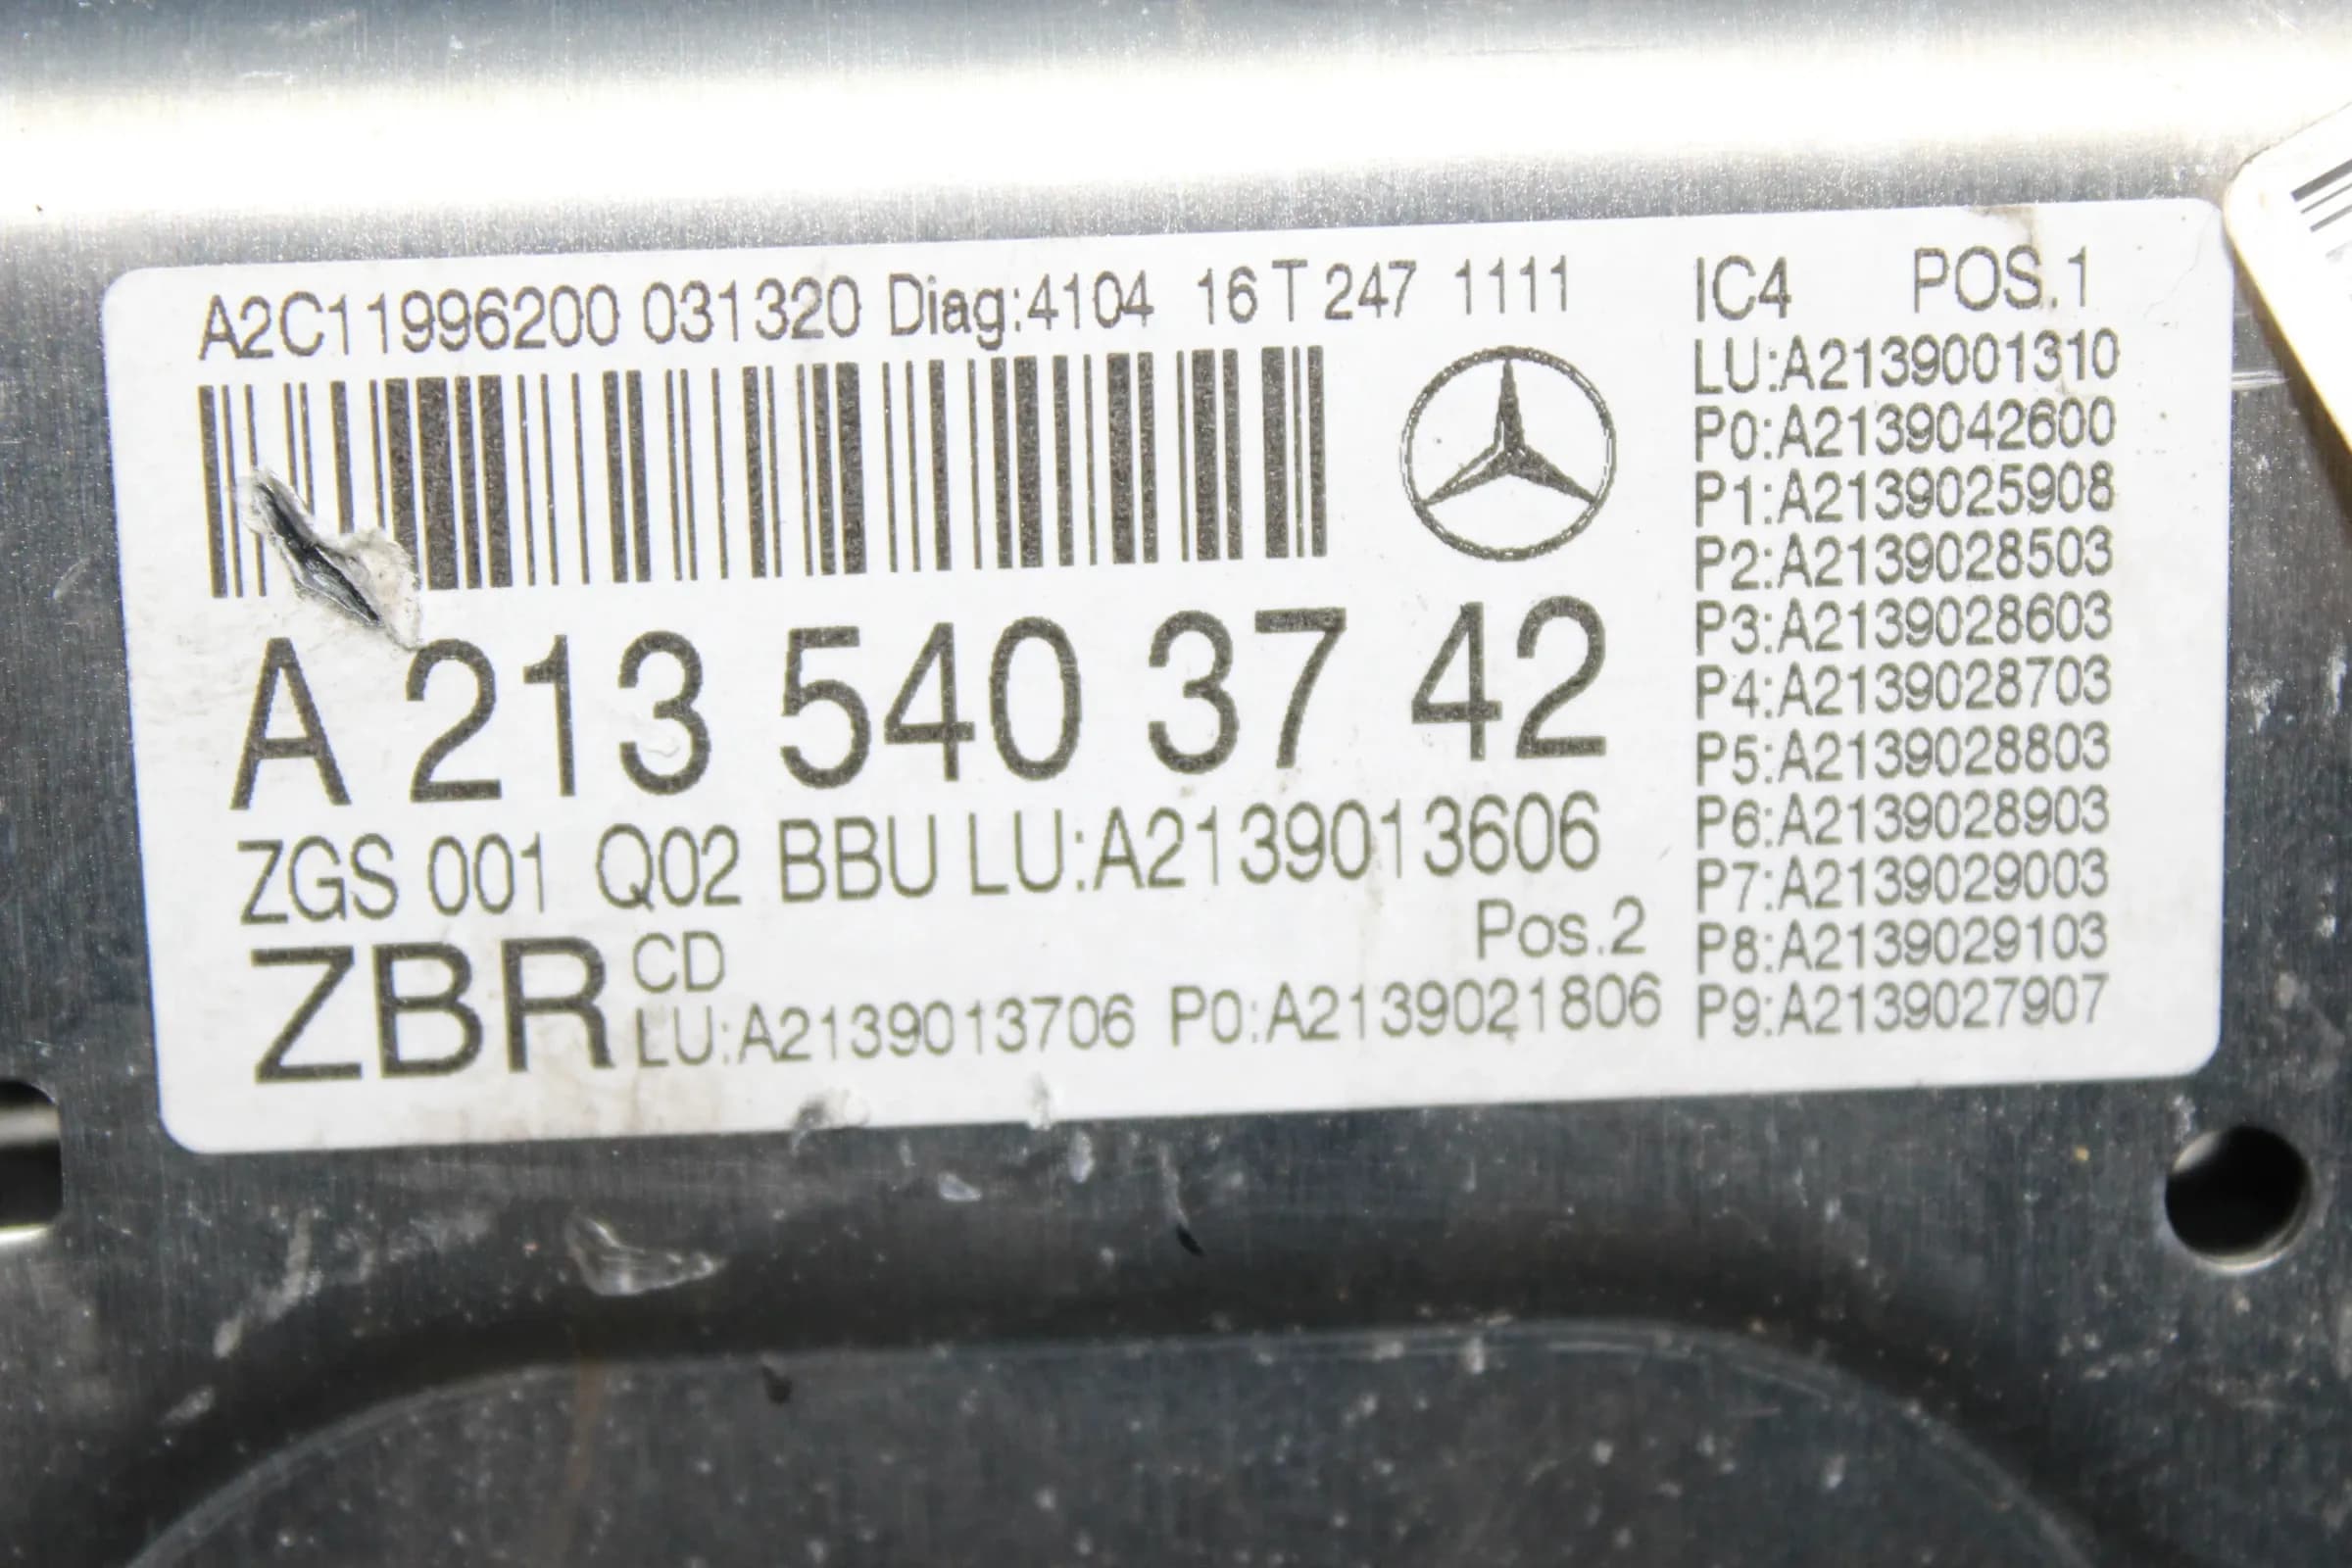 A2C11996200 031320 Diag:4104 16 T 247 1111
A 213 540 37 42
ZGS 001 Q02 BBU LU:A2139013606
Pos.2
ZBR CD
LU:A2139013706 P0:A2139021806
IC4 POS.1
LU:A2139001310
P0:A2139042600
P1:A2139025908
P2:A2139028503
P3:A2139028603
P4:A2139028703
P5:A2139028803
P6:A2139028903
P7:A2139029003
P8:A2139029103
P9:A2139027907